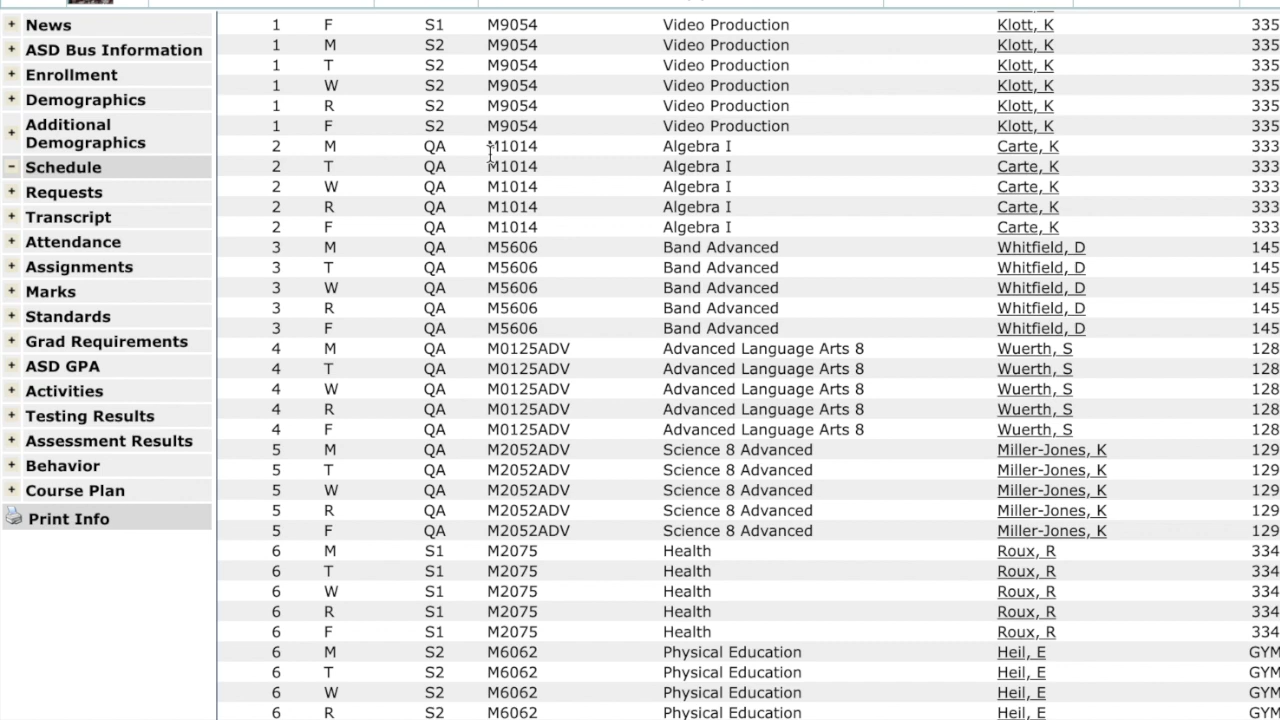 News
ASD Bus Information
Enrollment
Demographics
Additional
Demographics
Schedule
Requests
Transcript
Attendance
Assignments
Marks
Standards
Grad Requirements
ASD GPA
Activities
Testing Results
Assessment Results
Behavior
Course Plan
Print Info
1 F S1 M9054 Video Production Klott, K 335
1 M S2 M9054 Video Production Klott, K 335
1 T S2 M9054 Video Production Klott, K 335
1 W S2 M9054 Video Production Klott, K 335
1 R S2 M9054 Video Production Klott, K 335
1 F S2 M9054 Video Production Klott, K 335
2 M QA M1014 Algebra I Carte, K 333
2 T QA M1014 Algebra I Carte, K 333
2 W QA M1014 Algebra I Carte, K 333
2 R QA M1014 Algebra I Carte, K 333
2 F QA M1014 Algebra I Carte, K 333
3 M QA M5606 Band Advanced Whitfield, D 145
3 T QA M5606 Band Advanced Whitfield, D 145
3 W QA M5606 Band Advanced Whitfield, D 145
3 R QA M5606 Band Advanced Whitfield, D 145
3 F QA M5606 Band Advanced Whitfield, D 145
4 M QA M0125ADV Advanced Language Arts 8 Wuerth, S 128
4 T QA M0125ADV Advanced Language Arts 8 Wuerth, S 128
4 W QA M0125ADV Advanced Language Arts 8 Wuerth, S 128
4 R QA M0125ADV Advanced Language Arts 8 Wuerth, S 128
4 F QA M0125ADV Advanced Language Arts 8 Wuerth, S 128
5 M QA M2052ADV Science 8 Advanced Miller-Jones, K 129
5 T QA M2052ADV Science 8 Advanced Miller-Jones, K 129
5 W QA M2052ADV Science 8 Advanced Miller-Jones, K 129
5 R QA M2052ADV Science 8 Advanced Miller-Jones, K 129
5 F QA M2052ADV Science 8 Advanced Miller-Jones, K 129
6 M S1 M2075 Health Roux, R 334
6 T S1 M2075 Health Roux, R 334
6 W S1 M2075 Health Roux, R 334
6 R S1 M2075 Health Roux, R 334
6 F S1 M2075 Health Roux, R 334
6 M S2 M6062 Physical Education Heil, E GYM
6 T S2 M6062 Physical Education Heil, E GYM
6 W S2 M6062 Physical Education Heil, E GYM
6 R S2 M6062 Physical Education Heil, E GYM